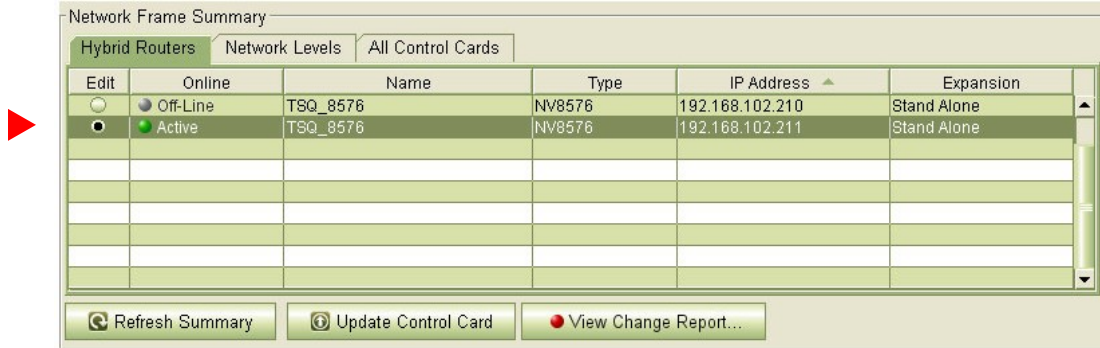 Network Frame Summary
Hybrid Routers Network Levels All Control Cards
Edit Online Name Type IP Address Expansion
Off-Line TSQ_8576 NV8576 192.168.102.210 Stand Alone
Active TSQ_8576 NV8576 192.168.102.211 Stand Alone
Refresh Summary Update Control Card View Change Report...